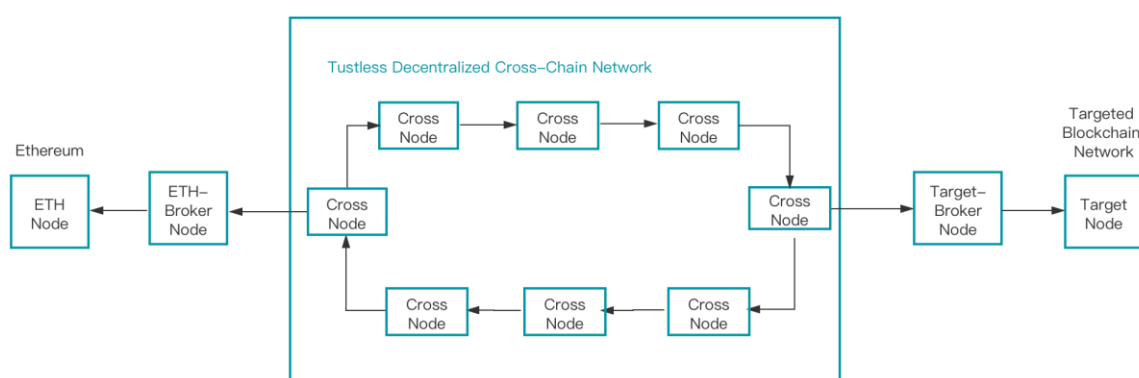 Tustless Decentralized Cross-Chain Network
Cross
Node
Cross
Node
Cross
Node
Targeted
Blockchain
Network
Ethereum
ETH
Node
ETH-
Broker
Node
Cross
Node
Cross
Node
Target-
Broker
Node
Target
Node
Cross
Node
Cross
Node
Cross
Node